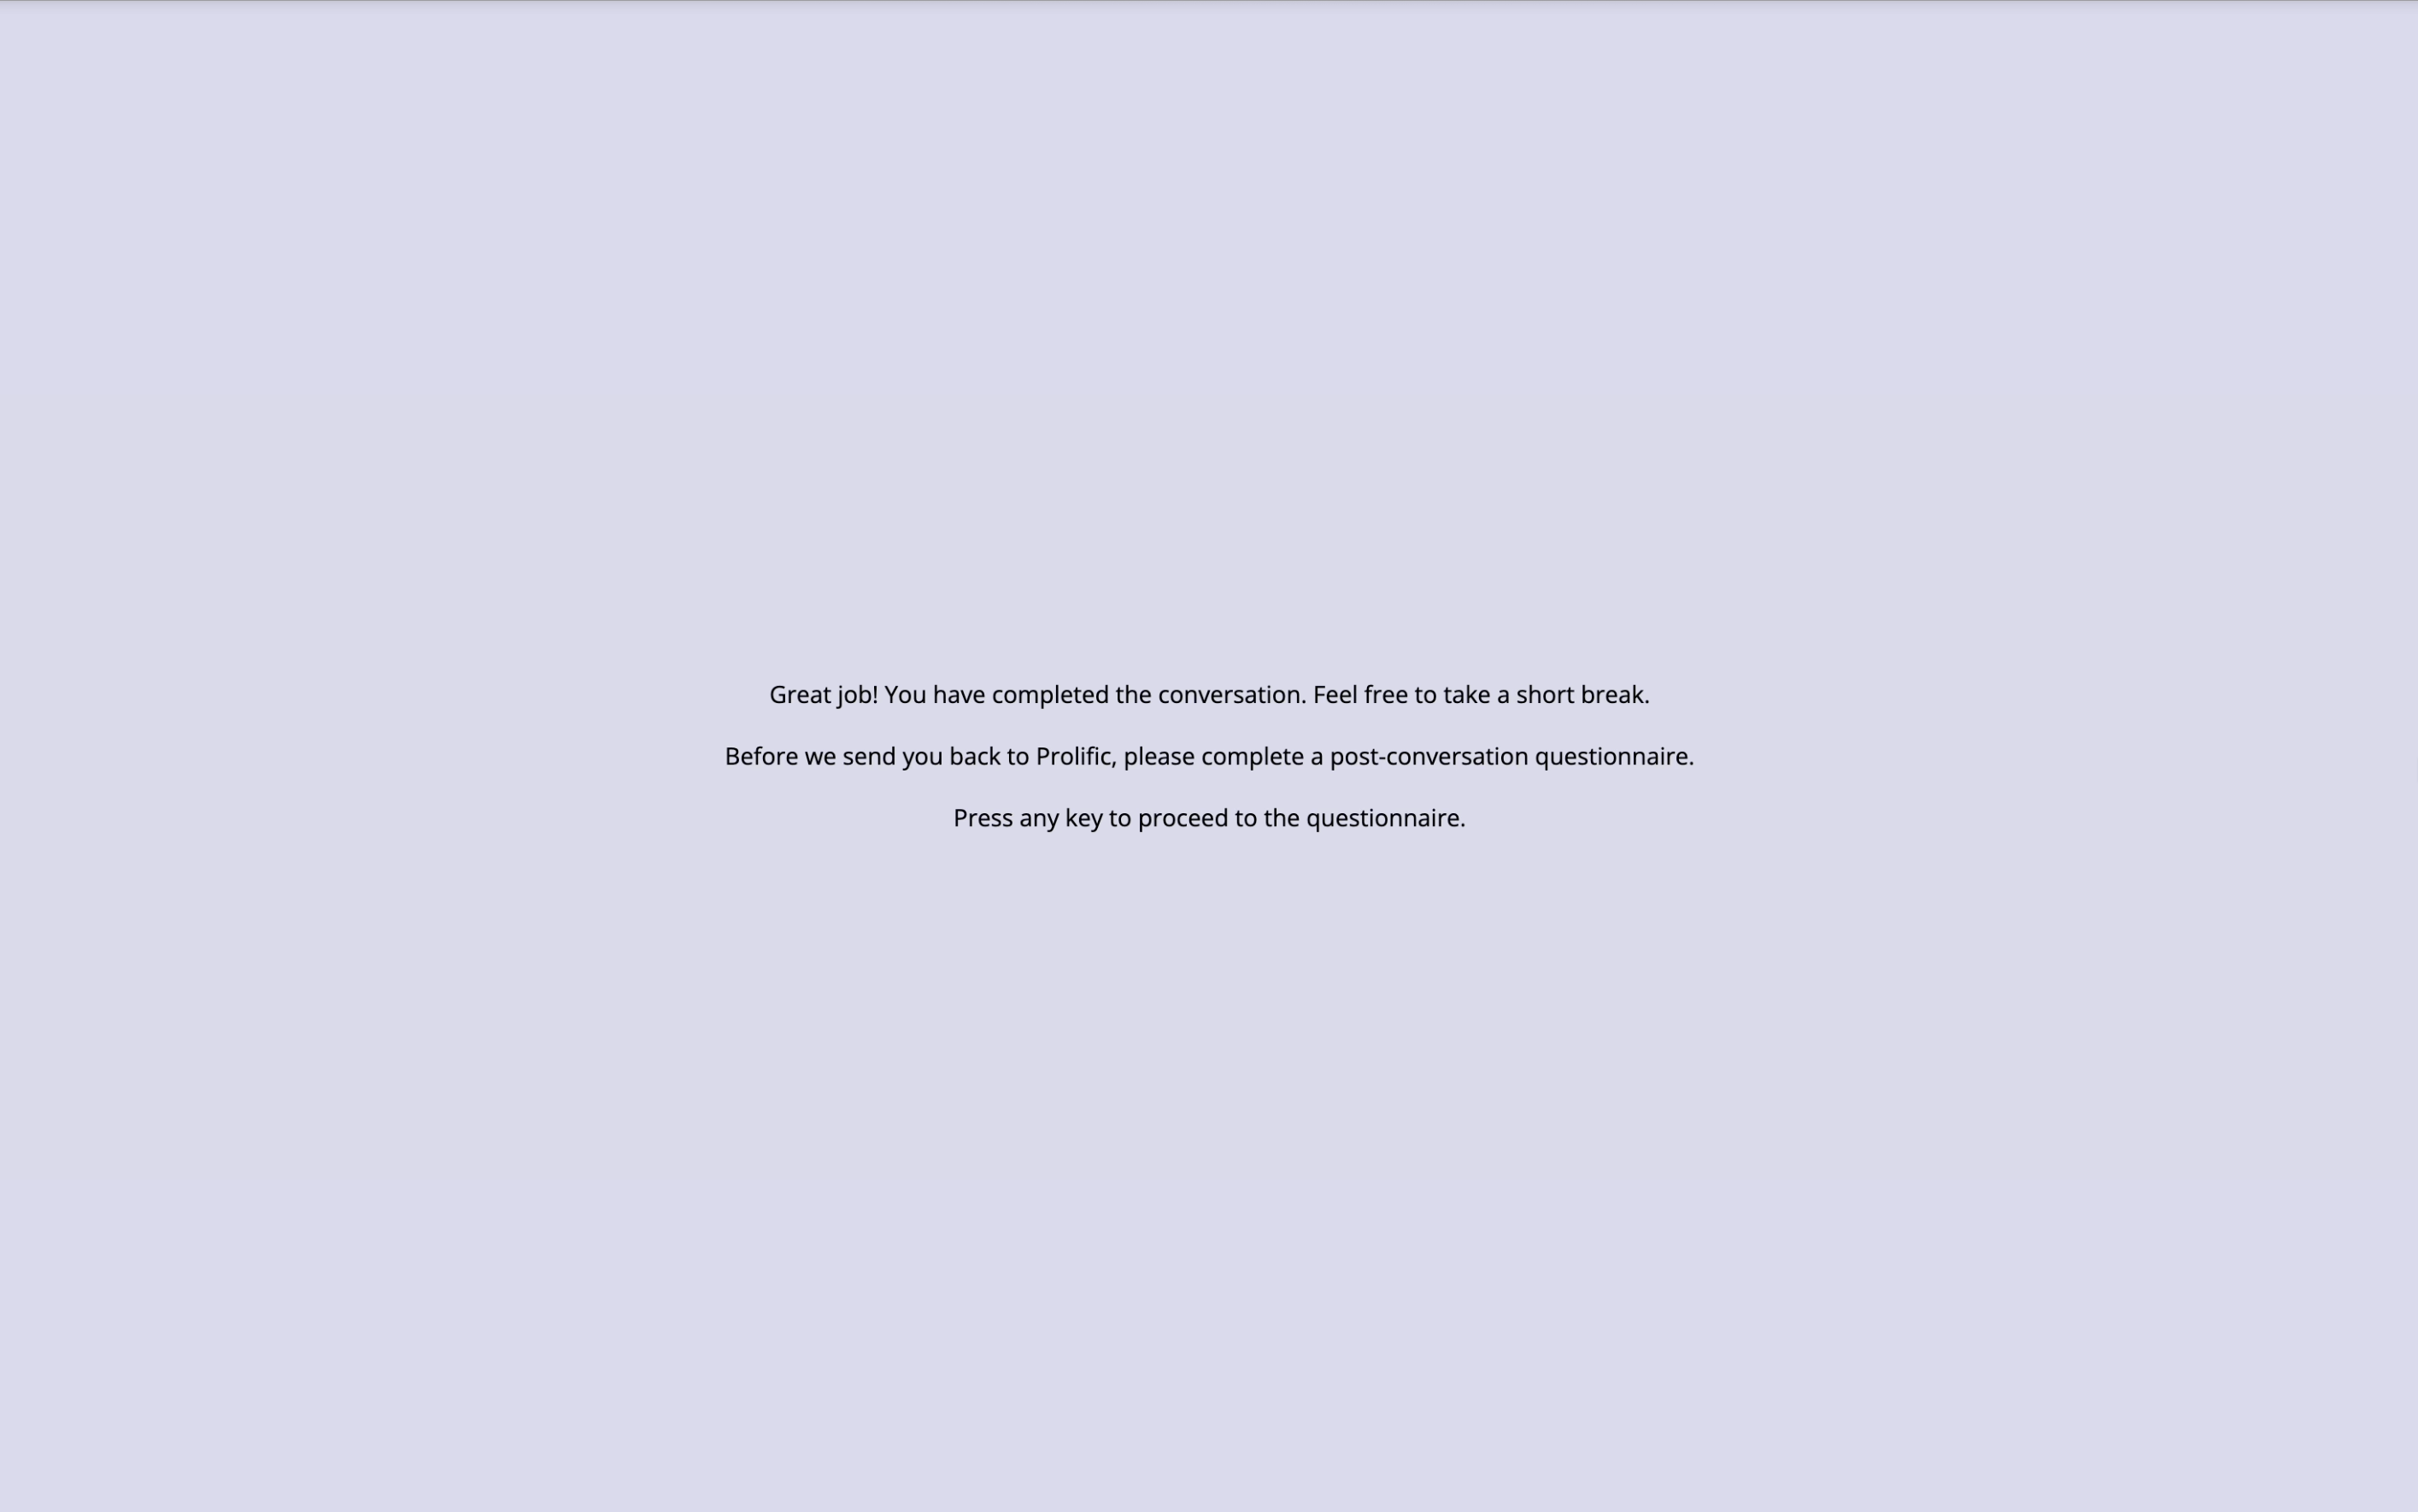 Great job! You have completed the conversation. Feel free to take a short break.
Before we send you back to Prolific, please complete a post-conversation questionnaire.
Press any key to proceed to the questionnaire.